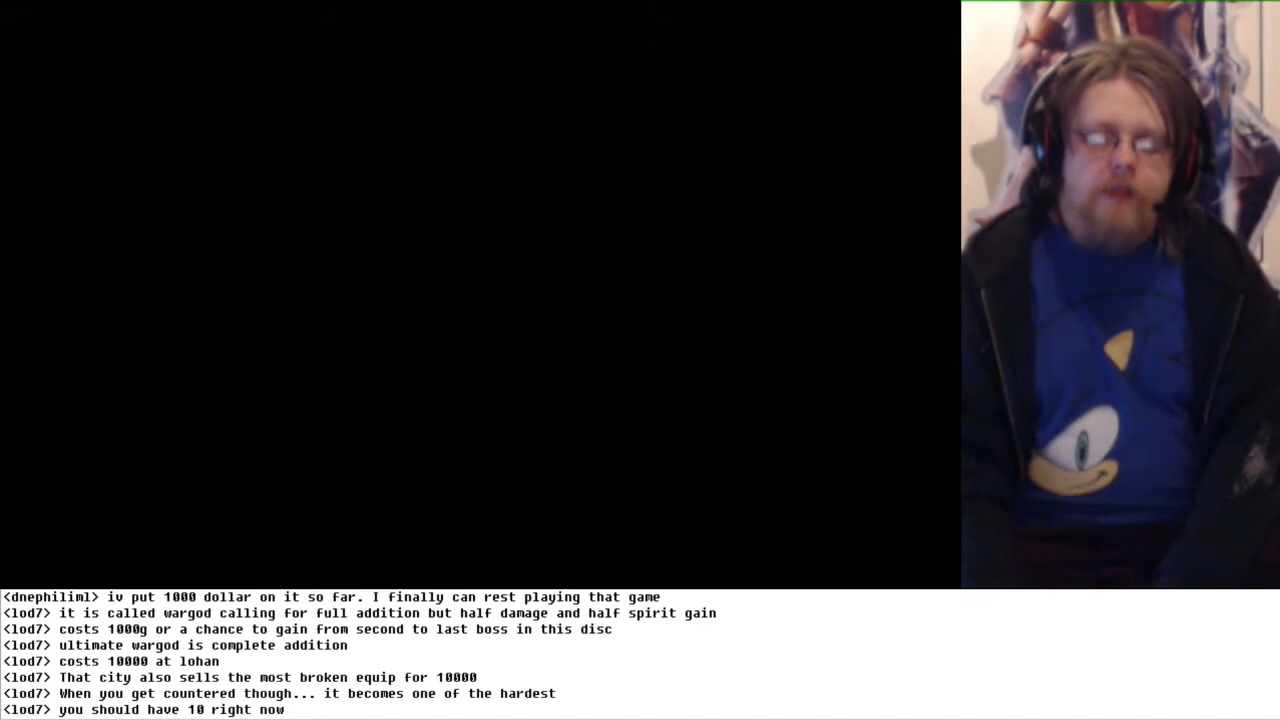 <dnephiliml> iv put 1000 dollar on it so far. I finally can rest playing that game
<lod7> it is called wargod calling for full addition but half damage and half spirit gain
<lod7> costs 1000g or a chance to gain from second to last boss in this disc
<lod7> ultimate wargod is complete addition
<lod7> costs 10000 at lohan
<lod7> That city also sells the most broken equip for 10000
<lod7> When you get countered though... it becomes one of the hardest
<lod7> you should have 10 right now